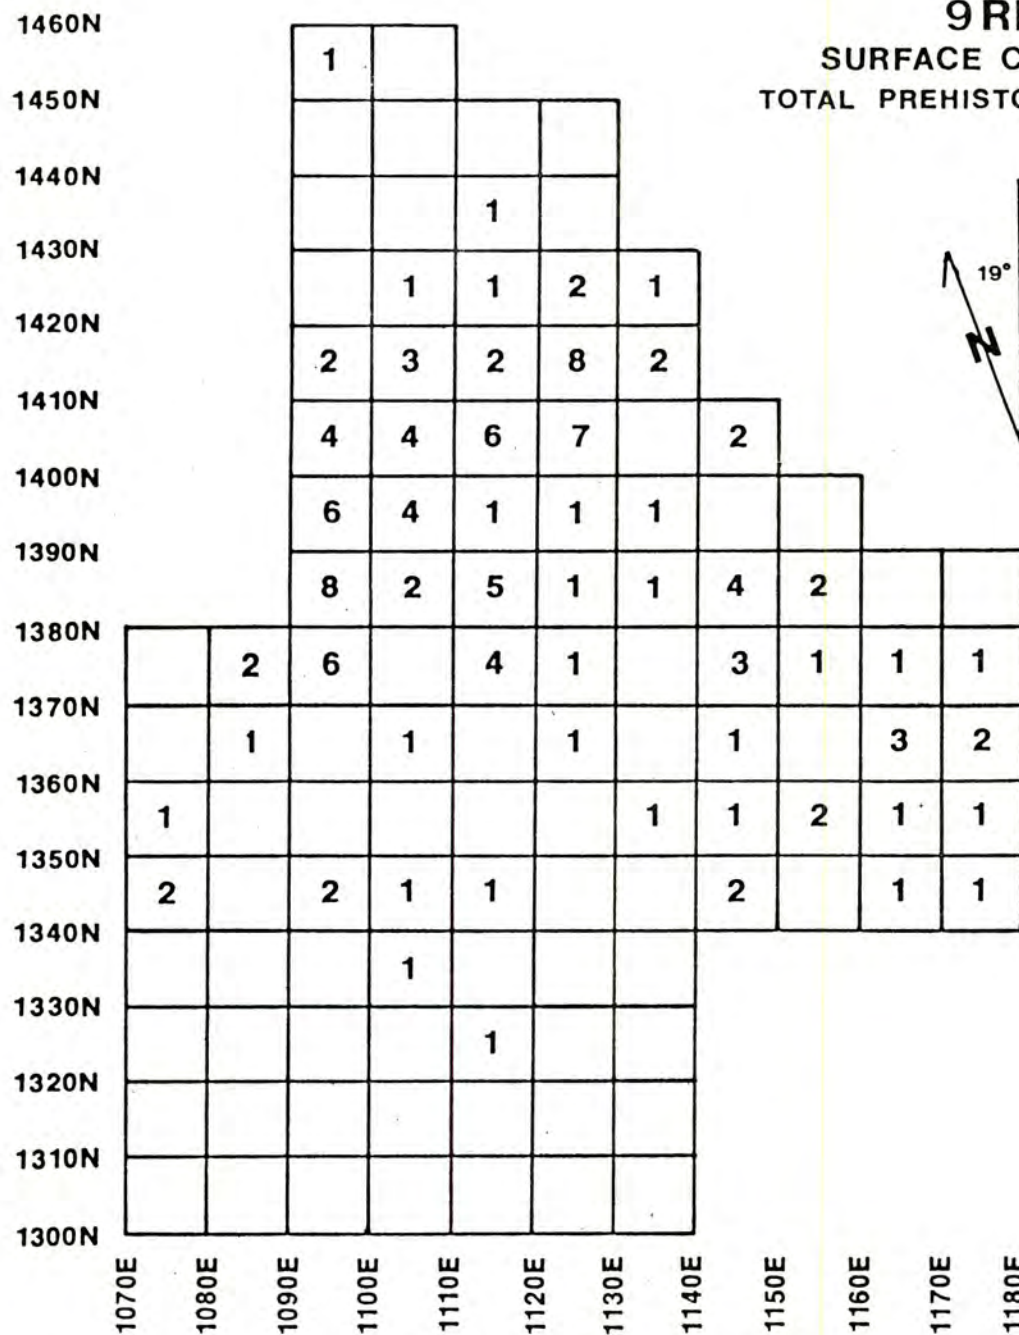 9 R
SURFACE C
TOTAL PREHISTO
19°
N
1460N
1
1450N
1440N
1
1430N
1 1 2 1
1420N
2 3 2 8 2
1410N
4 4 6 7 2
1400N
6 4 1 1 1
1390N
8 2 5 1 1 4 2
1380N
2 6 4 1 3 1 1 1
1370N
1 1 1 1 3 2
1360N
1 1 1 2 1 1
1350N
2 2 1 1 2 1 1
1340N
1
1330N
1
1320N
1310N
1300N
1070E 1080E 1090E 1100E 1110E 1120E 1130E 1140E 1150E 1160E 1170E 1180E